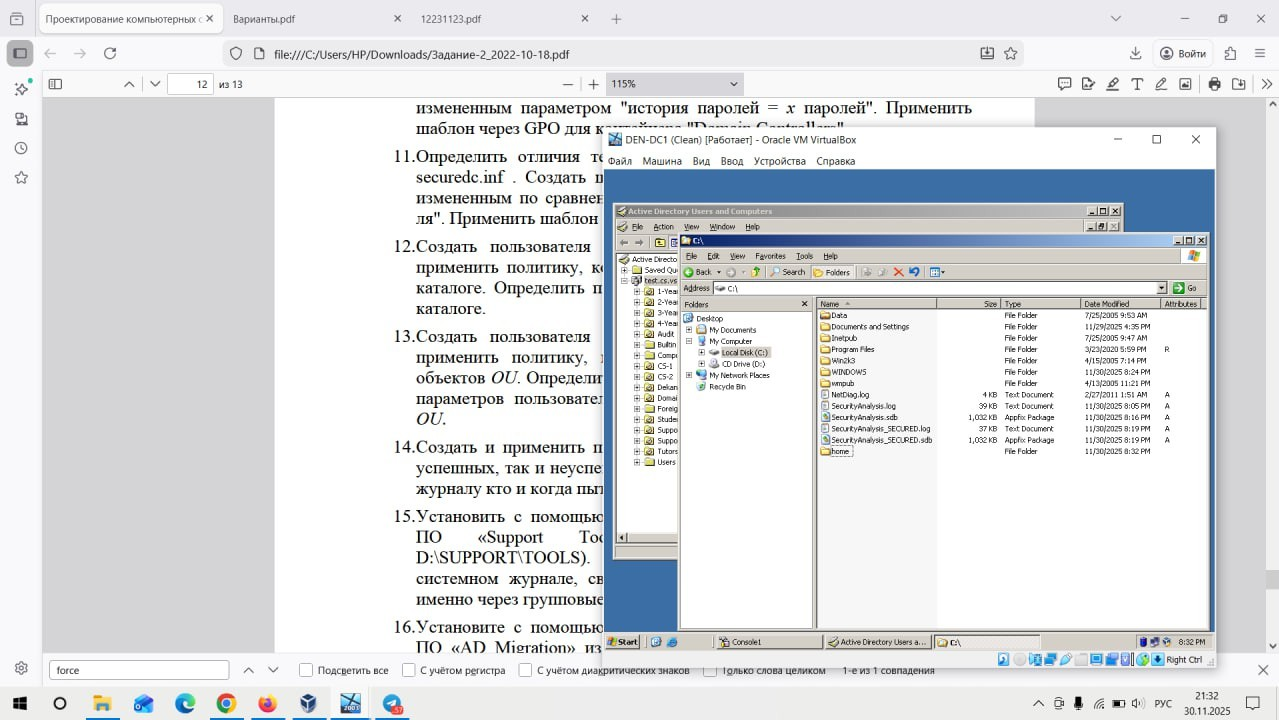 Проектирование компьютерных с
Варианты.pdf
12231123.pdf
file:///C:/Users/HP/Downloads/Задание-2_2022-10-18.pdf
Войти
12 из 13
115%
измененным параметром "история паролей = x паролей". Применить
шаблон через GPO для контейнера "Domain Controllers"
11.Определить отличия
securedc.inf . Создать
измененным по сравнен
ля". Применить шаблон
12.Создать пользователя
применить политику,
каталоге. Определить
каталоге.
13.Создать пользователя
применить политику,
объектов OU. Определит
параметров пользовател
OU.
14.Создать и применить
успешных, так и неуспе
журналу кто и когда пыт
15.Установить с помощью
ПО «Support Too
D:\SUPPORT\TOOLS).
системном журнале, св
именно через групповые
16.Установите с помощью
ПО «AD Migration» из
DEN-DC1 (Clean) [Работает] - Oracle VM VirtualBox
Файл Машина Вид Ввод Устройства Справка
Active Directory Users and Computers
File Action View Window Help
Active Directo
Saved Qu
test.cs.vs
1-Year
2-Year
3-Year
4-Year
Audit
Builtin
Compu
CS-1
CS-2
Dekan
Domai
Foreig
Stude
Suppo
Suppo
Tutors
Users
C:\
File Edit View Favorites Tools Help
Back Search Folders
Address C:\ Go
Folders
Desktop
My Documents
My Computer
Local Disk (C:)
CD Drive (D:)
My Network Places
Recycle Bin
Name Size Type Date Modified Attributes
Data File Folder 7/25/2005 9:53 AM
Documents and Settings File Folder 11/29/2025 4:35 PM
Inetpub File Folder 7/25/2005 9:47 AM
Program Files File Folder 3/23/2020 5:59 PM R
Win2k3 File Folder 4/15/2005 7:14 PM
WINDOWS File Folder 11/30/2025 8:24 PM
wmpub File Folder 4/13/2005 11:21 PM
NetDiag.log 4 KB Text Document 2/27/2011 1:51 AM A
SecurityAnalysis.log 39 KB Text Document 11/30/2025 8:05 PM A
SecurityAnalysis.sdb 1,032 KB Appfix Package 11/30/2025 8:16 PM A
SecurityAnalysis_SECURED.log 37 KB Text Document 11/30/2025 8:19 PM A
SecurityAnalysis_SECURED.sdb 1,032 KB Appfix Package 11/30/2025 8:19 PM A
home File Folder 11/30/2025 8:32 PM
Start Console1 Active Directory Users a... C:\ 8:32 PM
Right Ctrl
force Подсветить все С учётом регистра С учётом диакритических знаков Только слова целиком 1-е из 1 совпадения
РУС
21:32
30.11.2025